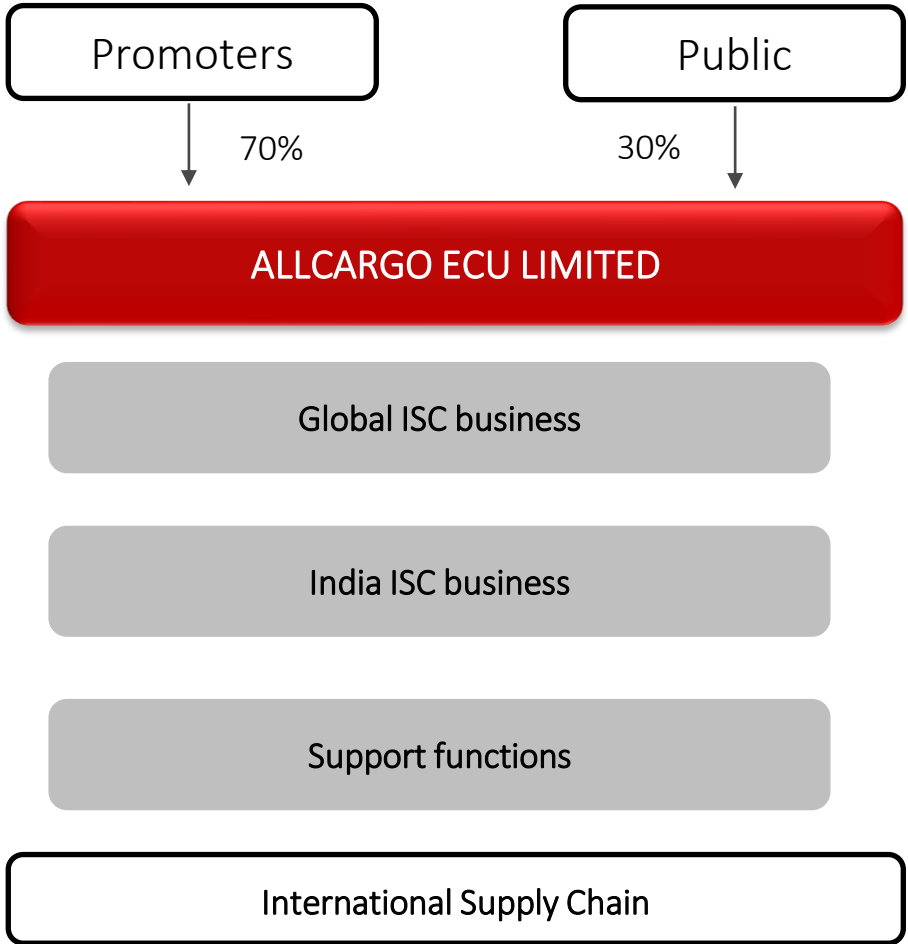 Promoters
Public
70%
30%
ALLCARGO ECU LIMITED
Global ISC business
India ISC business
Support functions
International Supply Chain